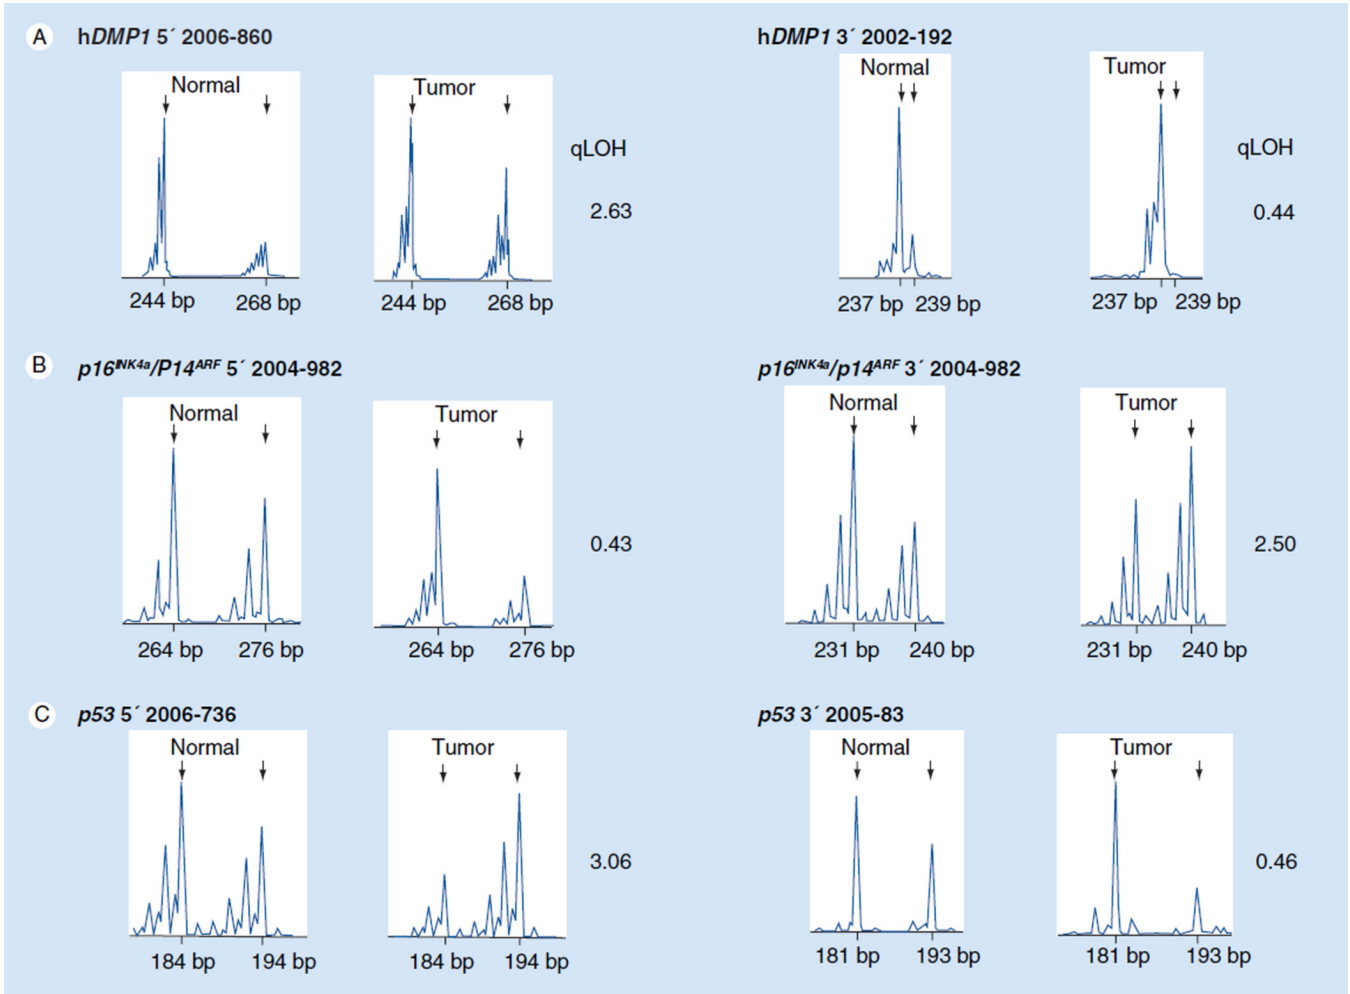 A
hDMP1 5´ 2006-860
Normal
244 bp 268 bp
Tumor
244 bp 268 bp
qLOH
2.63
hDMP1 3´ 2002-192
Normal
237 bp 239 bp
Tumor
237 bp 239 bp
qLOH
0.44
B
p16INK4a/P14ARF 5´ 2004-982
Normal
264 bp 276 bp
Tumor
264 bp 276 bp
0.43
p16INK4a/p14ARF 3´ 2004-982
Normal
231 bp 240 bp
Tumor
231 bp 240 bp
2.50
C
p53 5´ 2006-736
Normal
184 bp 194 bp
Tumor
184 bp 194 bp
3.06
p53 3´ 2005-83
Normal
181 bp 193 bp
Tumor
181 bp 193 bp
0.46